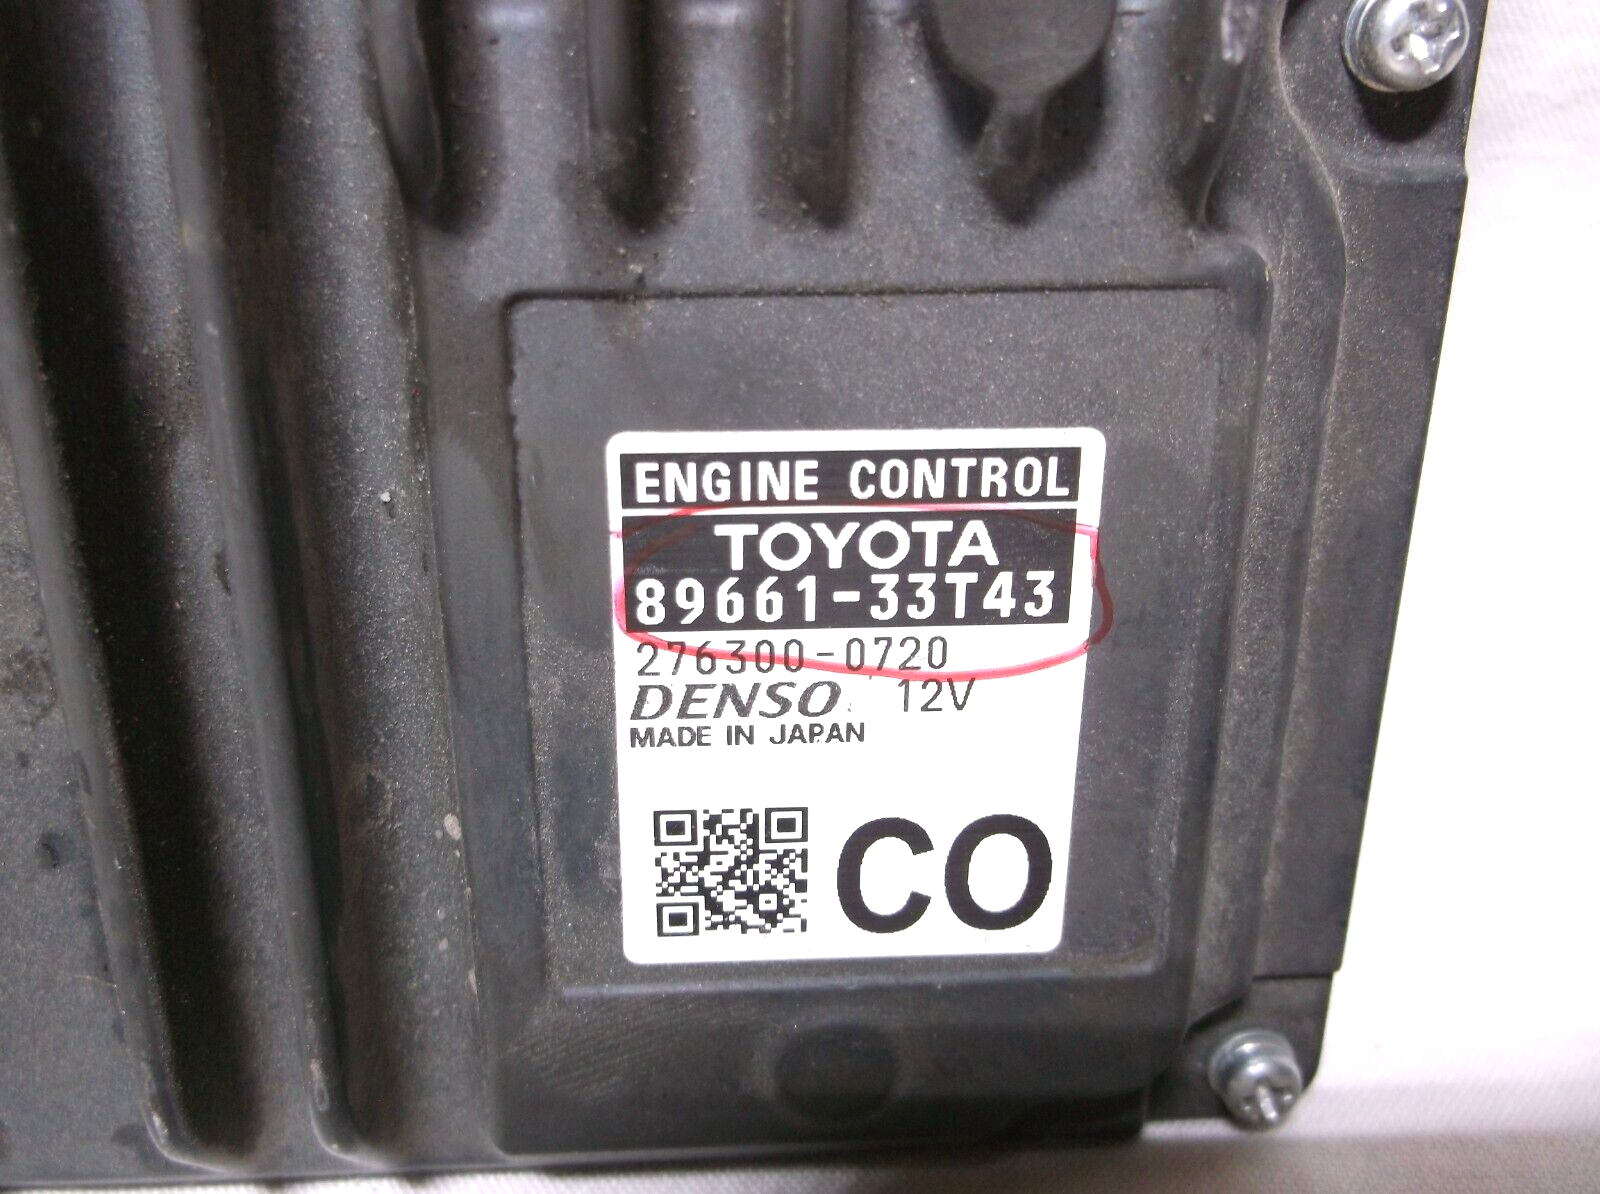 ENGINE CONTROL
TOYOTA
89661-33T43
276300-0720
DENSO 12V
MADE IN JAPAN
CO